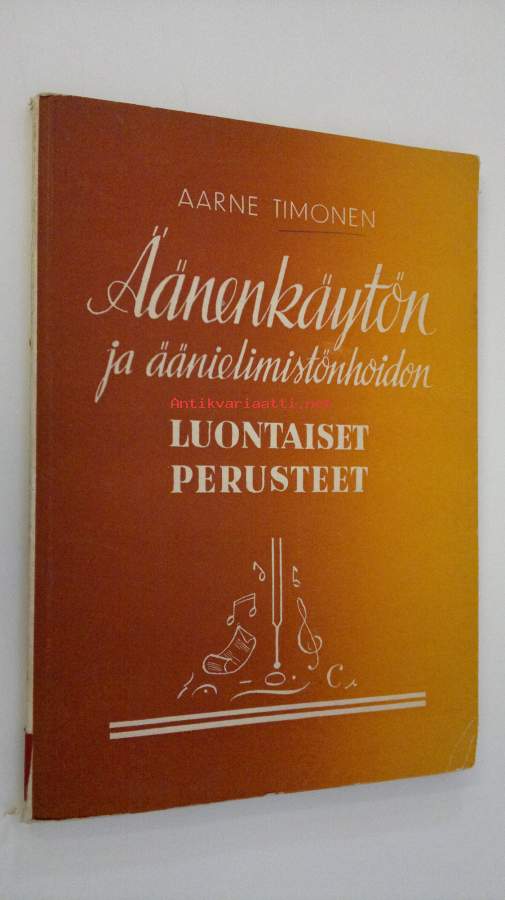 AARNE TIMONEN
Äänenkäytön
ja äänielimistönhoidon
Antikvariaatti.net
LUONTAISET
PERUSTEET